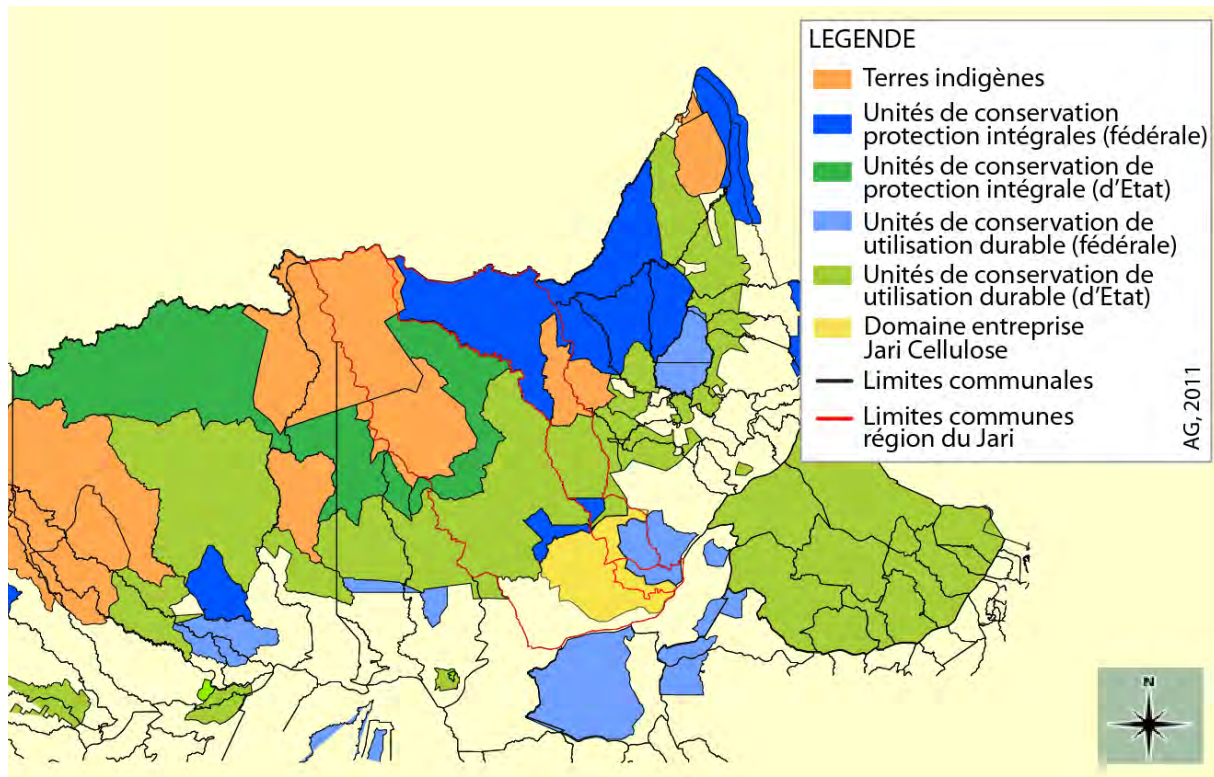 LEGENDE
Terres indigènes
Unités de conservation
protection intégrales (fédérale)
Unités de conservation de
protection intégrale (d'Etat)
Unités de conservation de
utilisation durable (fédérale)
Unités de conservation de
utilisation durable (d'Etat)
Domaine entreprise
Jari Cellulose
Limites communales
Limites communes
région du Jari
AG, 2011
N